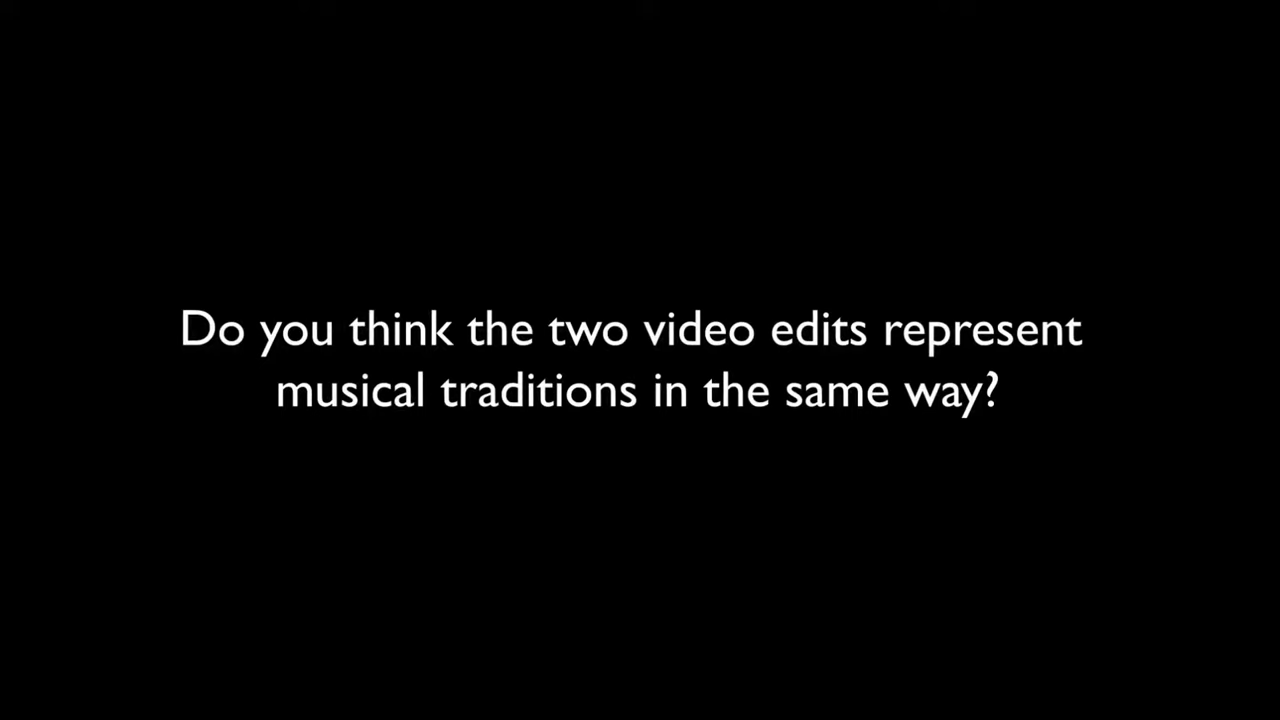 Do you think the two video edits represent
musical traditions in the same way?